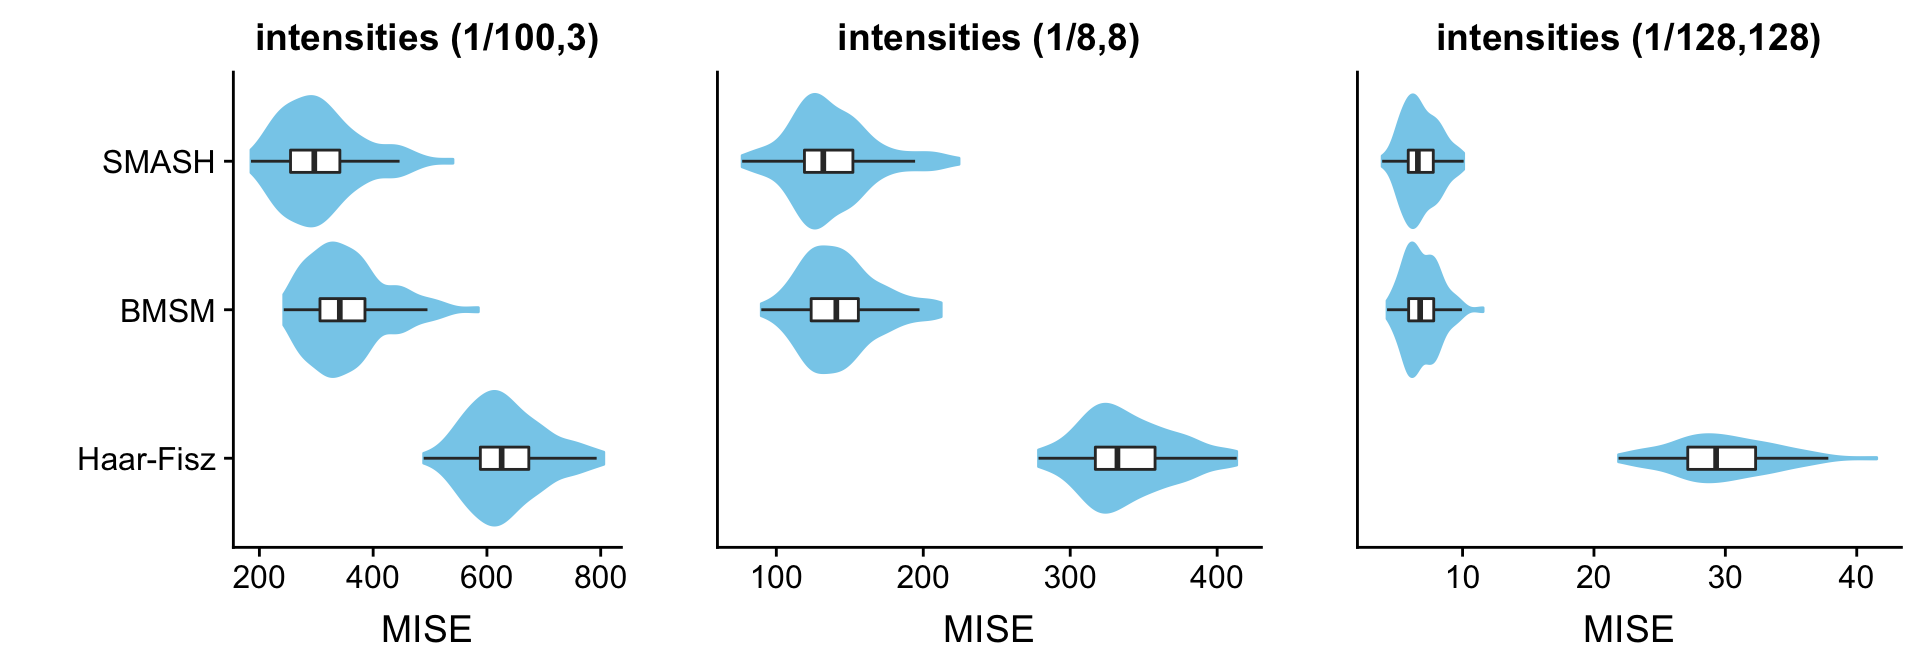 intensities (1/100,3)
intensities (1/8,8)
intensities (1/128,128)
SMASH
BMSM
Haar-Fisz
200 400 600 800
100 200 300 400
10 20 30 40
MISE
MISE
MISE